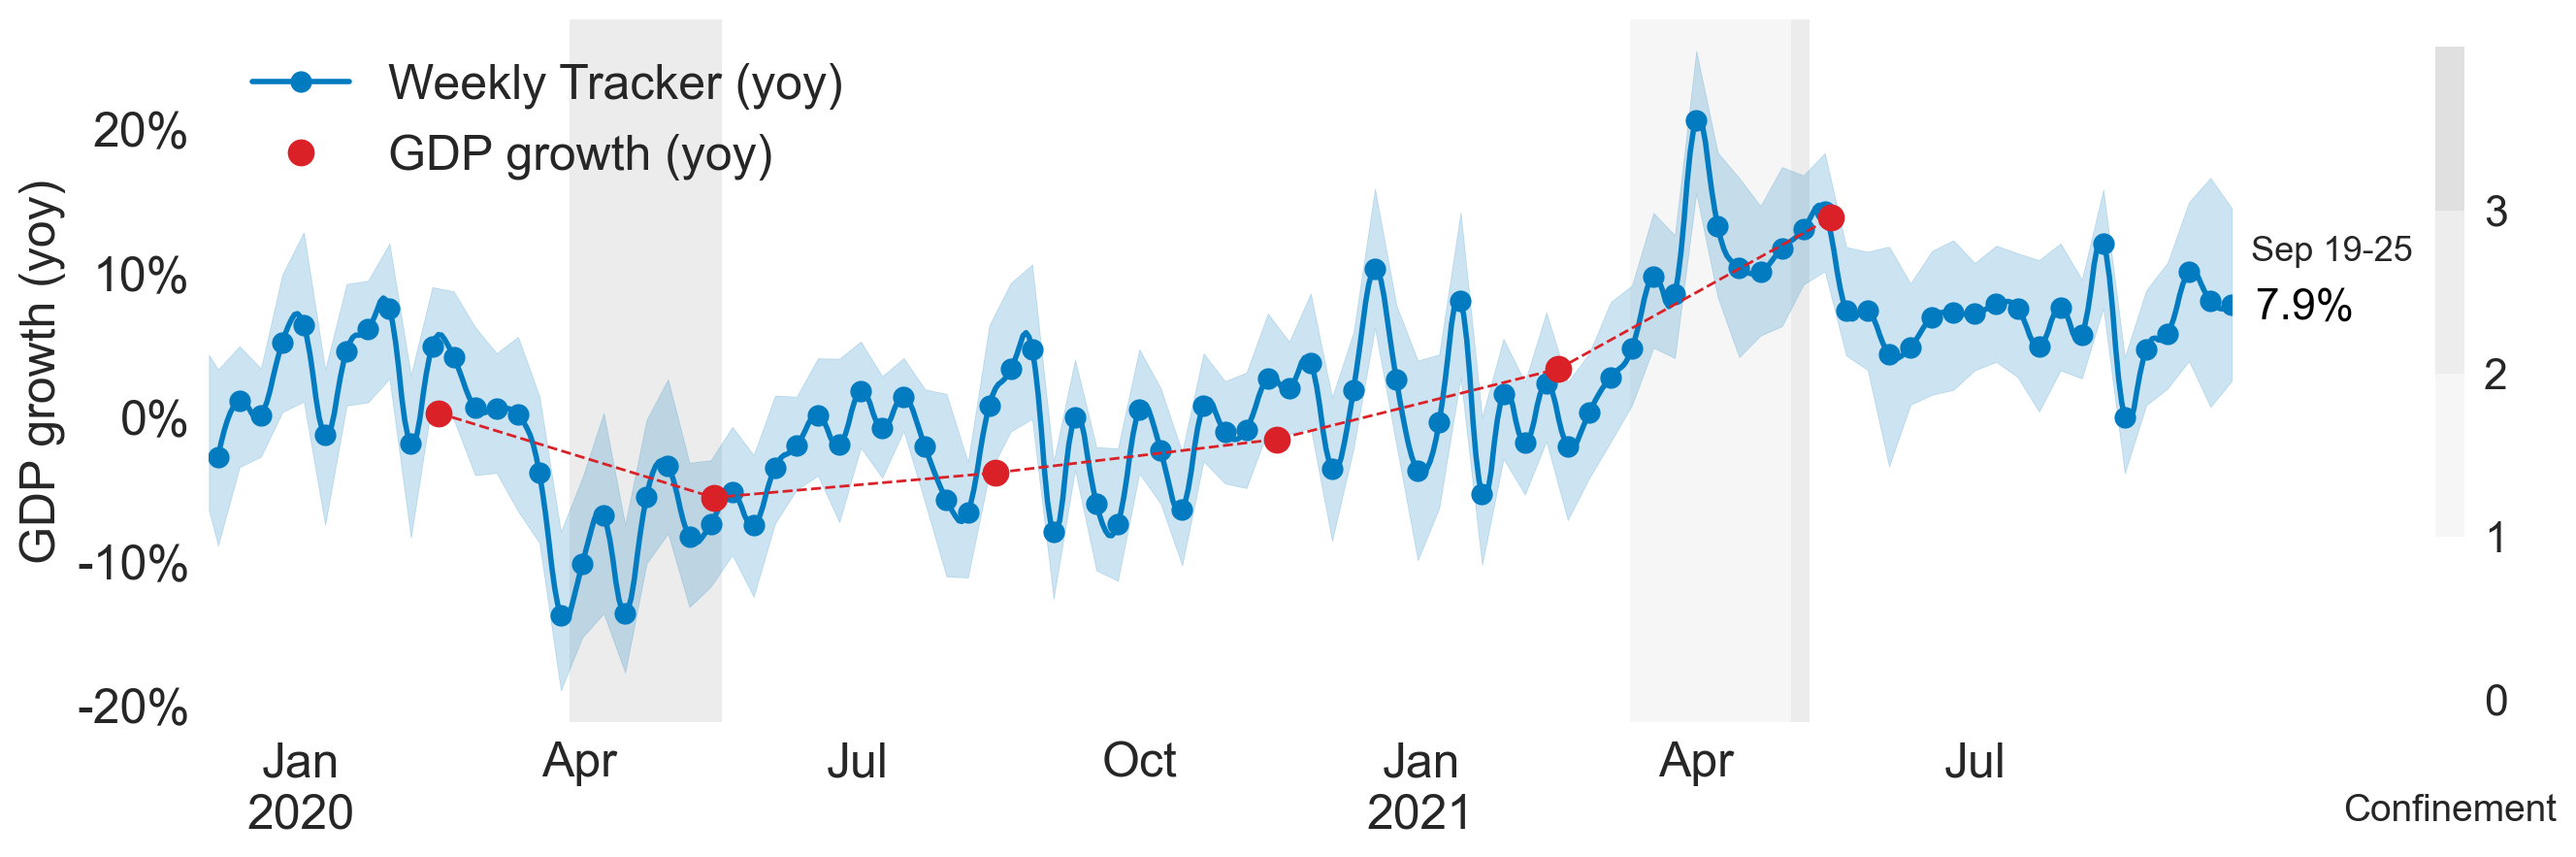 Weekly Tracker (yoy)
GDP growth (yoy)
GDP growth (yoy)
20%
10%
0%
-10%
-20%
Jan
2020
Apr
Jul
Oct
Jan
2021
Apr
Jul
Sep 19-25
7.9%
3
2
1
0
Confinement